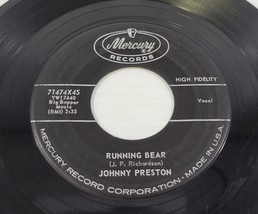 Mercury
RECORDS
HIGH FIDELITY
71474X45
YW17440
Big Bopper
Music
(BMI) 2:33
Vocal
RUNNING BEAR
(J. P. Richardson)
JOHNNY PRESTON
MERCURY RECORD CORPORATION • MADE IN U.S.A.